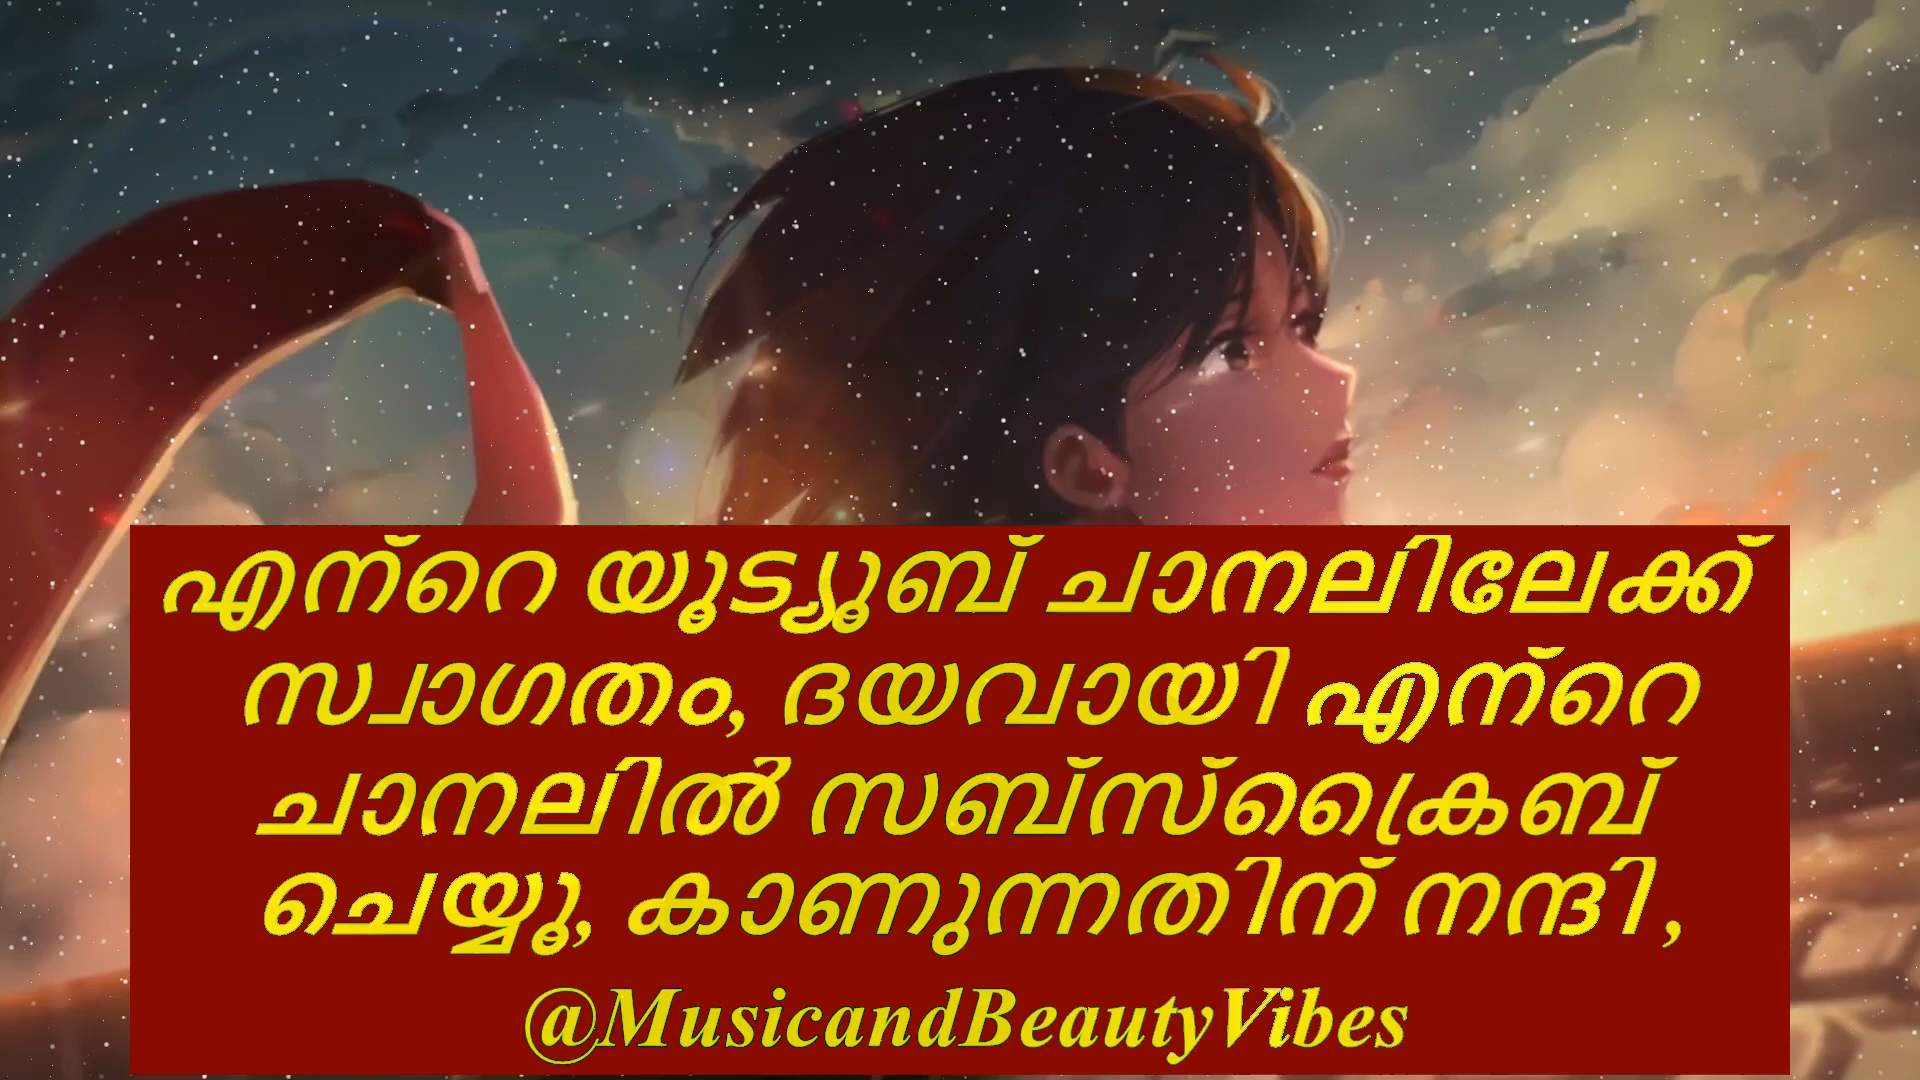 എന്റെ യൂട്യൂബ് ചാനലിലേക്ക്
സ്വാഗതം, ദയവായി എന്റെ
ചാനലിൽ സബ്സ്ക്രൈബ്
ചെയ്യൂ, കാണുന്നതിന് നന്ദി ,
@MusicandBeautyVibes